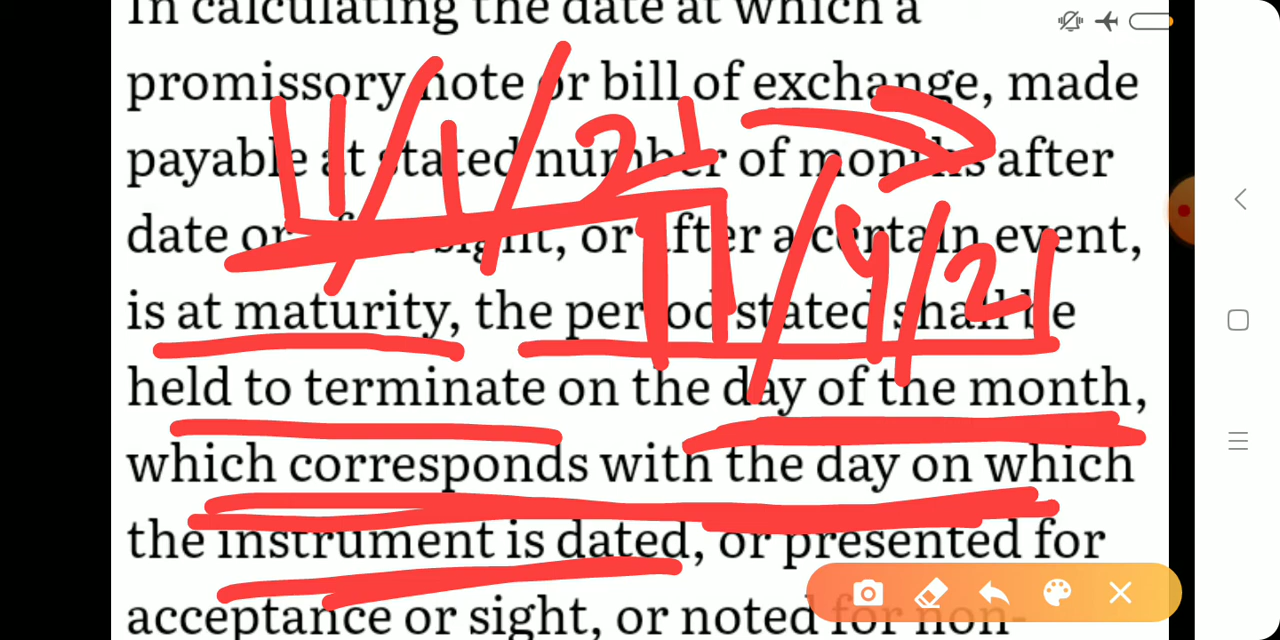 In calculating the date at which a
promissory note or bill of exchange, made
payable at stated number of months after
date or after sight, or after a certain event,
is at maturity, the period stated shall be
held to terminate on the day of the month,
which corresponds with the day on which
the instrument is dated, or presented for
acceptance or sight, or noted for non-
11/1/21
11/4/21